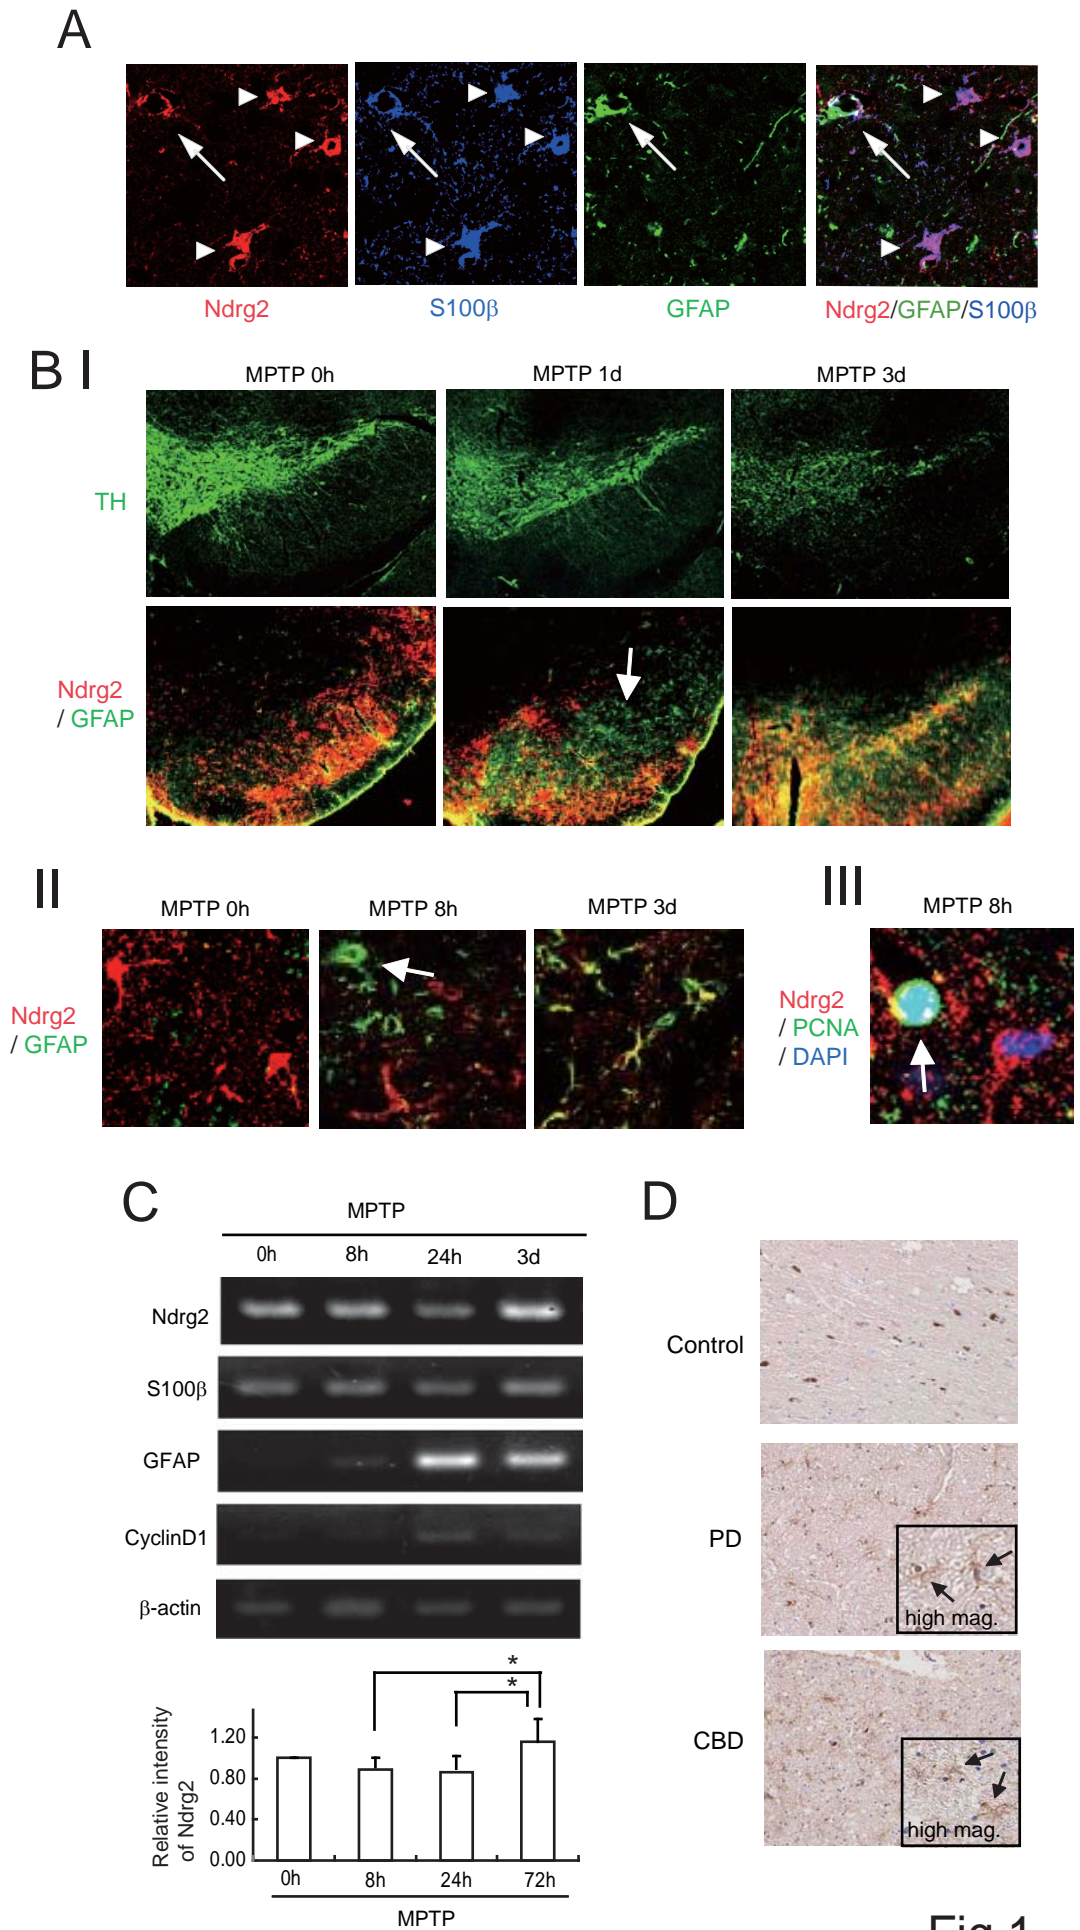 A
Ndrg2
S100β
GFAP
Ndrg2/GFAP/S100β
B I
MPTP 0h
MPTP 1d
MPTP 3d
TH
Ndrg2
/ GFAP
II
MPTP 0h
MPTP 8h
MPTP 3d
Ndrg2
/ GFAP
III
MPTP 8h
Ndrg2
/ PCNA
/ DAPI
C
MPTP
0h
8h
24h
3d
Ndrg2
S100β
GFAP
CyclinD1
β-actin
*
*
Relative intensity
of Ndrg2
1.20
0.80
0.40
0.00
0h
8h
24h
72h
MPTP
D
Control
PD
high mag.
CBD
high mag.
Fig 1